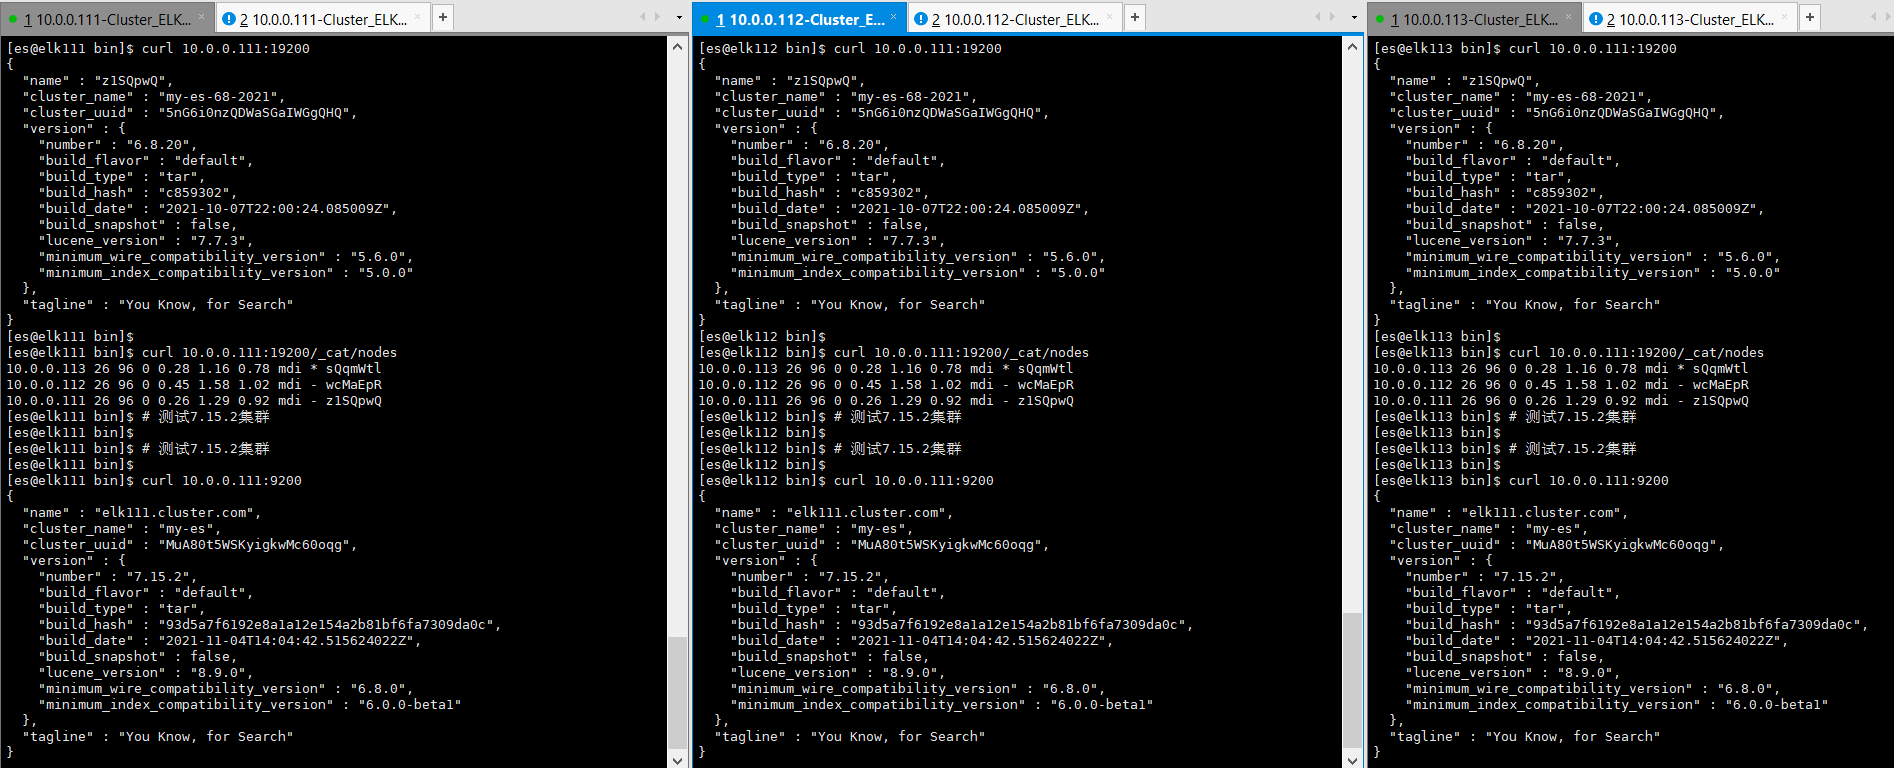 1 10.0.0.111-Cluster_ELK...
2 10.0.0.111-Cluster_ELK...
[es@elk111 bin]$ curl 10.0.0.111:19200
{
"name" : "z1SQpwQ",
"cluster_name" : "my-es-68-2021",
"cluster_uuid" : "5nG6i0nzQDWaSGaIWGgQHQ",
"version" : {
"number" : "6.8.20",
"build_flavor" : "default",
"build_type" : "tar",
"build_hash" : "c859302",
"build_date" : "2021-10-07T22:00:24.085009Z",
"build_snapshot" : false,
"lucene_version" : "7.7.3",
"minimum_wire_compatibility_version" : "5.6.0",
"minimum_index_compatibility_version" : "5.0.0"
},
"tagline" : "You Know, for Search"
}
[es@elk111 bin]$
[es@elk111 bin]$ curl 10.0.0.111:19200/_cat/nodes
10.0.0.113 26 96 0 0.28 1.16 0.78 mdi * sQqmWtl
10.0.0.112 26 96 0 0.45 1.58 1.02 mdi - wcMaEpR
10.0.0.111 26 96 0 0.26 1.29 0.92 mdi - z1SQpwQ
[es@elk111 bin]$ # 测试7.15.2集群
[es@elk111 bin]$
[es@elk111 bin]$ # 测试7.15.2集群
[es@elk111 bin]$
[es@elk111 bin]$ curl 10.0.0.111:9200
{
"name" : "elk111.cluster.com",
"cluster_name" : "my-es",
"cluster_uuid" : "MuA80t5WSKyigkwMc60oqg",
"version" : {
"number" : "7.15.2",
"build_flavor" : "default",
"build_type" : "tar",
"build_hash" : "93d5a7f6192e8a1a12e154a2b81bf6fa7309da0c",
"build_date" : "2021-11-04T14:04:42.515624022Z",
"build_snapshot" : false,
"lucene_version" : "8.9.0",
"minimum_wire_compatibility_version" : "6.8.0",
"minimum_index_compatibility_version" : "6.0.0-beta1"
},
"tagline" : "You Know, for Search"
}
1 10.0.0.112-Cluster_E...
2 10.0.0.112-Cluster_ELK...
[es@elk112 bin]$ curl 10.0.0.111:19200
{
"name" : "z1SQpwQ",
"cluster_name" : "my-es-68-2021",
"cluster_uuid" : "5nG6i0nzQDWaSGaIWGgQHQ",
"version" : {
"number" : "6.8.20",
"build_flavor" : "default",
"build_type" : "tar",
"build_hash" : "c859302",
"build_date" : "2021-10-07T22:00:24.085009Z",
"build_snapshot" : false,
"lucene_version" : "7.7.3",
"minimum_wire_compatibility_version" : "5.6.0",
"minimum_index_compatibility_version" : "5.0.0"
},
"tagline" : "You Know, for Search"
}
[es@elk112 bin]$
[es@elk112 bin]$ curl 10.0.0.111:19200/_cat/nodes
10.0.0.113 26 96 0 0.28 1.16 0.78 mdi * sQqmWtl
10.0.0.112 26 96 0 0.45 1.58 1.02 mdi - wcMaEpR
10.0.0.111 26 96 0 0.26 1.29 0.92 mdi - z1SQpwQ
[es@elk112 bin]$ # 测试7.15.2集群
[es@elk112 bin]$
[es@elk112 bin]$ # 测试7.15.2集群
[es@elk112 bin]$
[es@elk112 bin]$ curl 10.0.0.111:9200
{
"name" : "elk111.cluster.com",
"cluster_name" : "my-es",
"cluster_uuid" : "MuA80t5WSKyigkwMc60oqg",
"version" : {
"number" : "7.15.2",
"build_flavor" : "default",
"build_type" : "tar",
"build_hash" : "93d5a7f6192e8a1a12e154a2b81bf6fa7309da0c",
"build_date" : "2021-11-04T14:04:42.515624022Z",
"build_snapshot" : false,
"lucene_version" : "8.9.0",
"minimum_wire_compatibility_version" : "6.8.0",
"minimum_index_compatibility_version" : "6.0.0-beta1"
},
"tagline" : "You Know, for Search"
}
1 10.0.0.113-Cluster_ELK...
2 10.0.0.113-Cluster_ELK...
[es@elk113 bin]$ curl 10.0.0.111:19200
{
"name" : "z1SQpwQ",
"cluster_name" : "my-es-68-2021",
"cluster_uuid" : "5nG6i0nzQDWaSGaIWGgQHQ",
"version" : {
"number" : "6.8.20",
"build_flavor" : "default",
"build_type" : "tar",
"build_hash" : "c859302",
"build_date" : "2021-10-07T22:00:24.085009Z",
"build_snapshot" : false,
"lucene_version" : "7.7.3",
"minimum_wire_compatibility_version" : "5.6.0",
"minimum_index_compatibility_version" : "5.0.0"
},
"tagline" : "You Know, for Search"
}
[es@elk113 bin]$
[es@elk113 bin]$ curl 10.0.0.111:19200/_cat/nodes
10.0.0.113 26 96 0 0.28 1.16 0.78 mdi * sQqmWtl
10.0.0.112 26 96 0 0.45 1.58 1.02 mdi - wcMaEpR
10.0.0.111 26 96 0 0.26 1.29 0.92 mdi - z1SQpwQ
[es@elk113 bin]$ # 测试7.15.2集群
[es@elk113 bin]$
[es@elk113 bin]$ # 测试7.15.2集群
[es@elk113 bin]$
[es@elk113 bin]$ curl 10.0.0.111:9200
{
"name" : "elk111.cluster.com",
"cluster_name" : "my-es",
"cluster_uuid" : "MuA80t5WSKyigkwMc60oqg",
"version" : {
"number" : "7.15.2",
"build_flavor" : "default",
"build_type" : "tar",
"build_hash" : "93d5a7f6192e8a1a12e154a2b81bf6fa7309da0c",
"build_date" : "2021-11-04T14:04:42.515624022Z",
"build_snapshot" : false,
"lucene_version" : "8.9.0",
"minimum_wire_compatibility_version" : "6.8.0",
"minimum_index_compatibility_version" : "6.0.0-beta1"
},
"tagline" : "You Know, for Search"
}